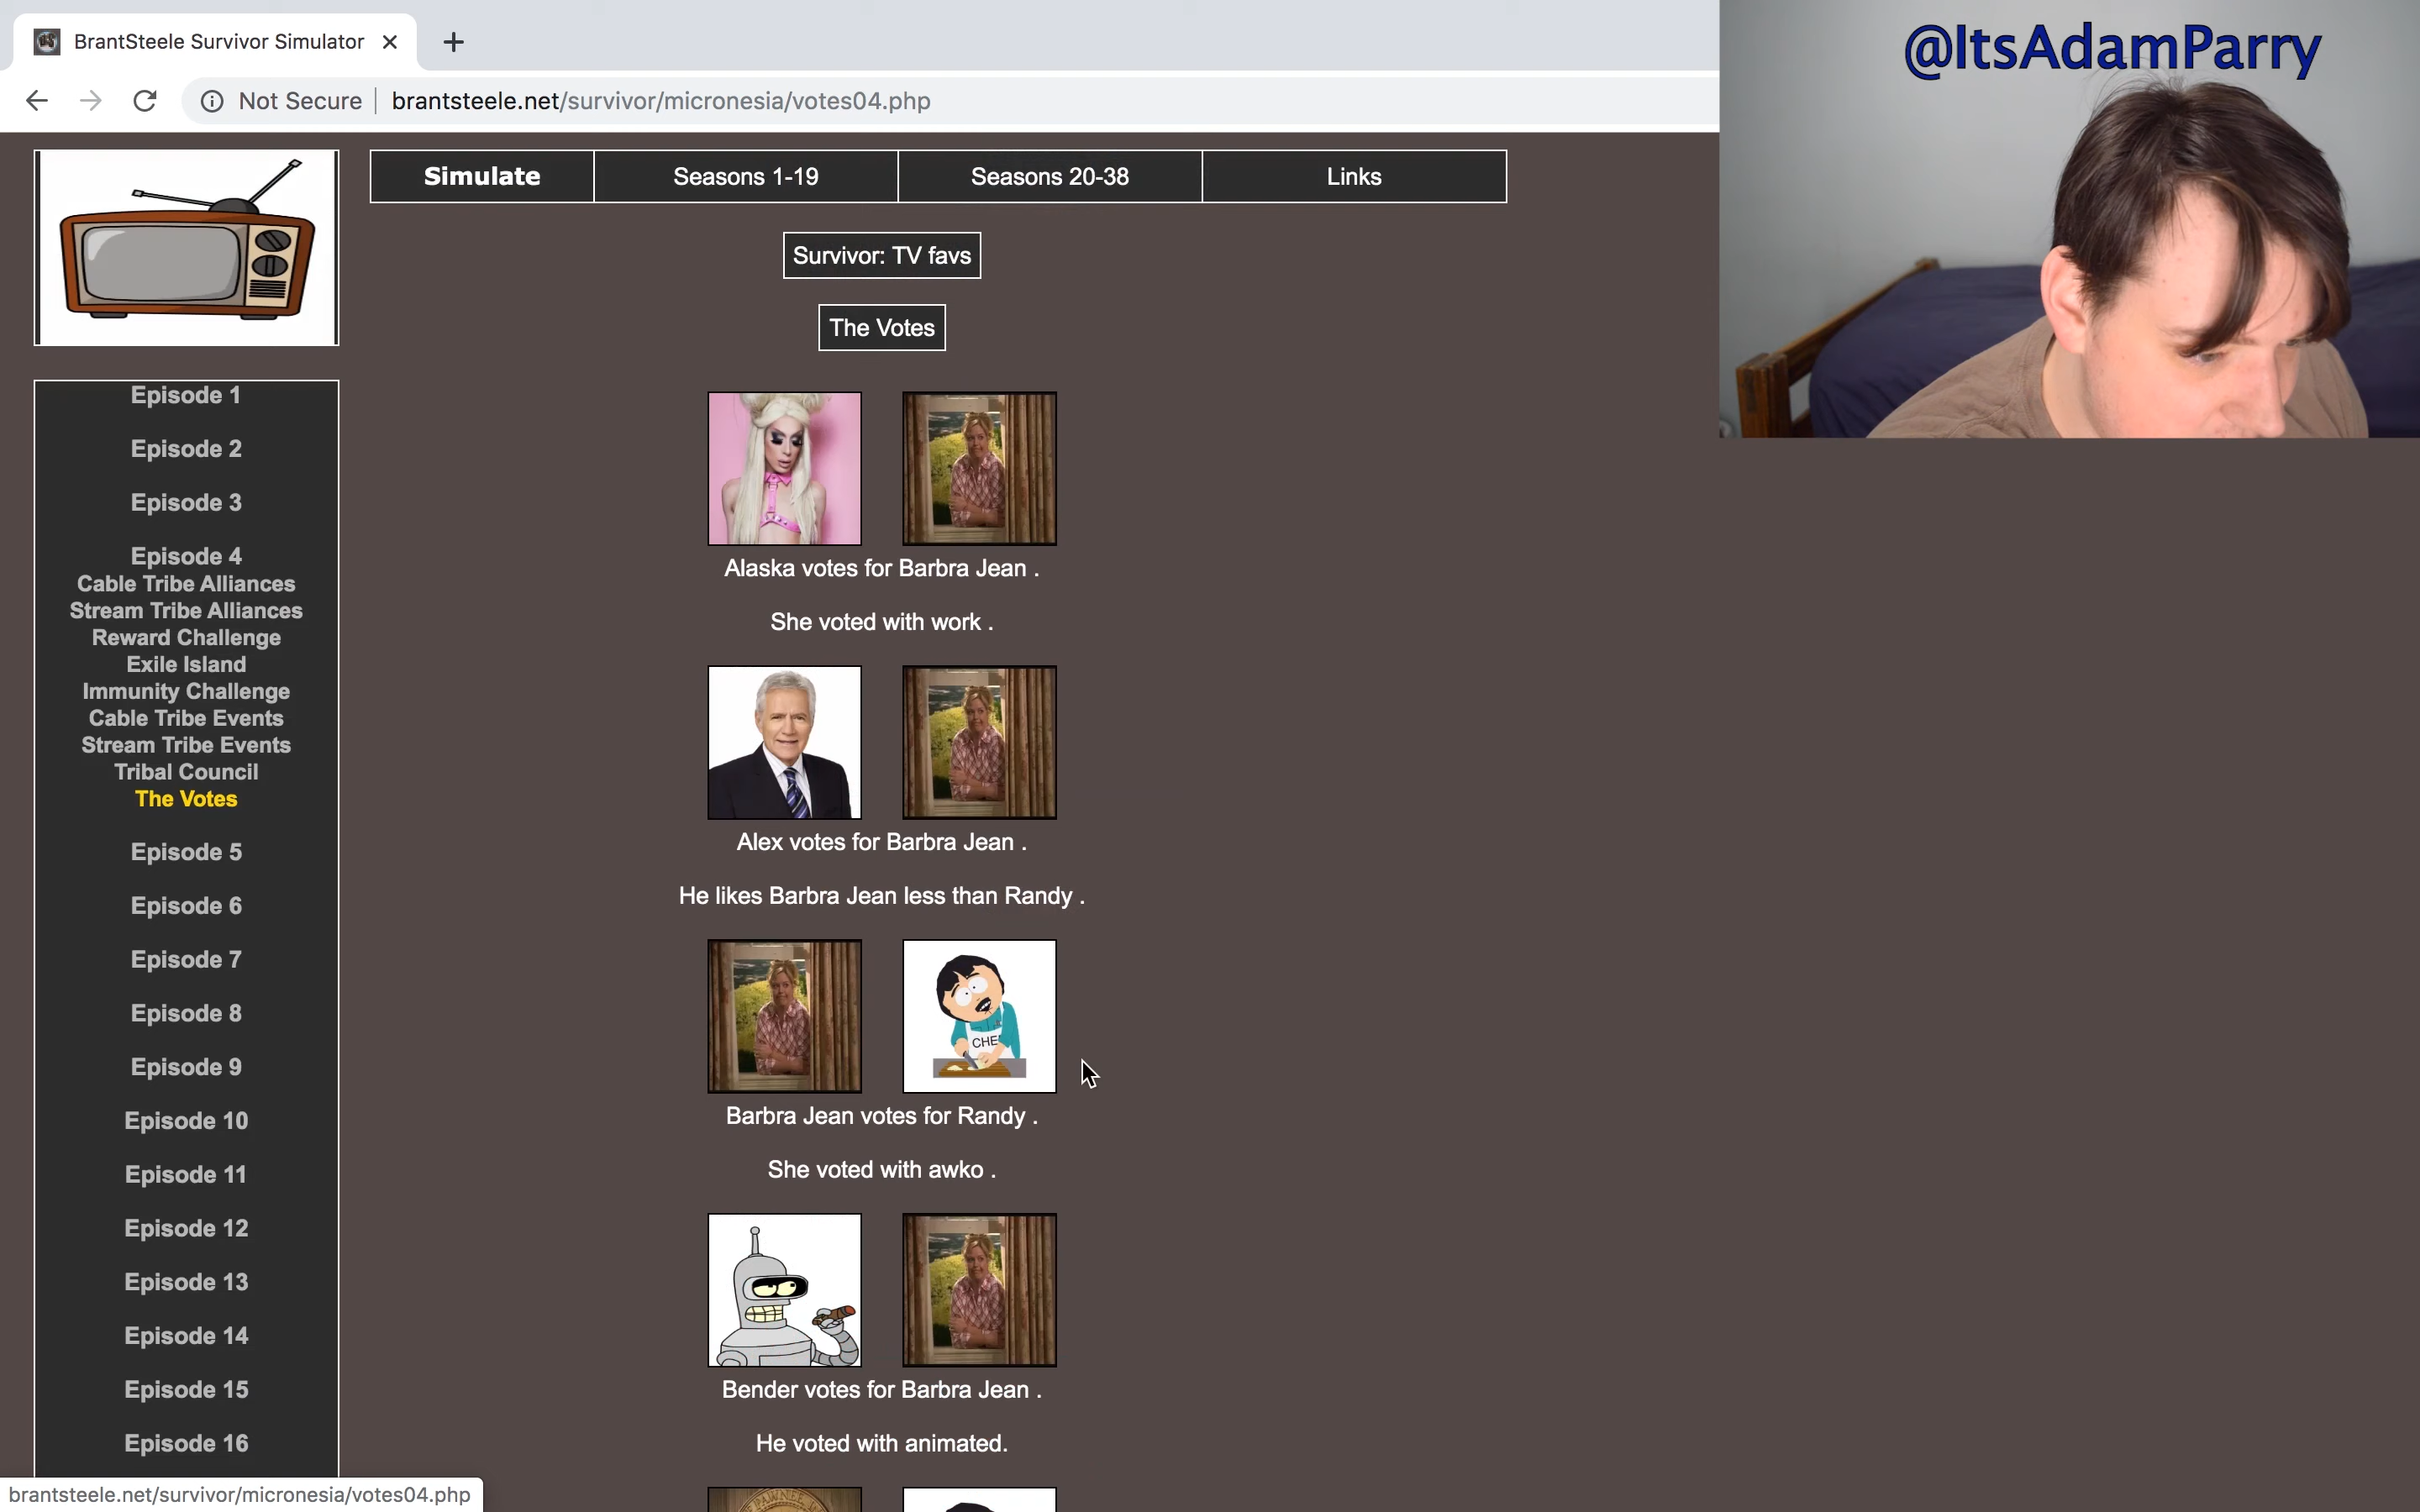 BrantSteele Survivor Simulator
Not Secure
brantsteele.net/survivor/micronesia/votes04.php
@ItsAdamParry
Simulate
Seasons 1-19
Seasons 20-38
Links
Survivor: TV favs
The Votes
Episode 1
Episode 2
Episode 3
Episode 4
Cable Tribe Alliances
Stream Tribe Alliances
Reward Challenge
Exile Island
Immunity Challenge
Cable Tribe Events
Stream Tribe Events
Tribal Council
The Votes
Episode 5
Episode 6
Episode 7
Episode 8
Episode 9
Episode 10
Episode 11
Episode 12
Episode 13
Episode 14
Episode 15
Episode 16
Alaska votes for Barbra Jean .
She voted with work .
Alex votes for Barbra Jean .
He likes Barbra Jean less than Randy .
CHE
Barbra Jean votes for Randy .
She voted with awko .
Bender votes for Barbra Jean .
He voted with animated.
PAWNEE,
brantsteele.net/survivor/micronesia/votes04.php